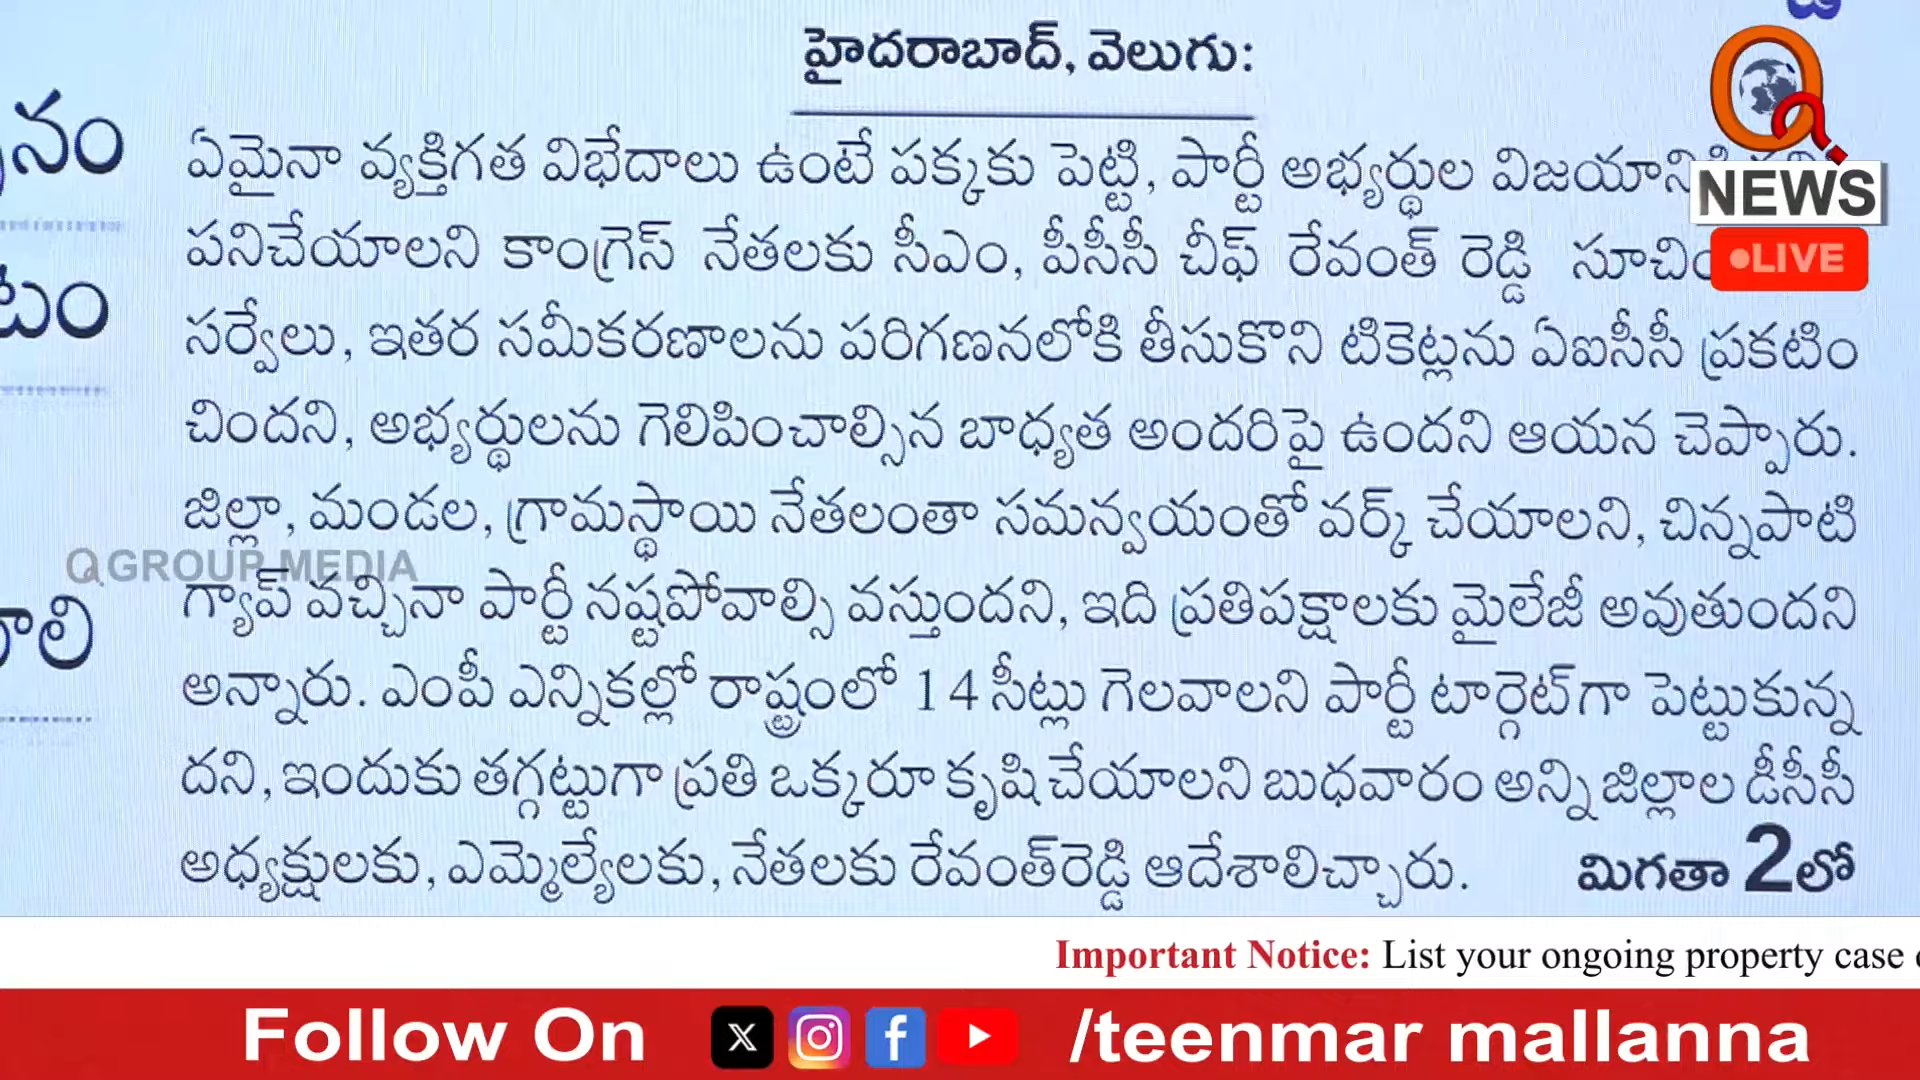 హైదరాబాద్, వెలుగు:
ఏమైనా వ్యక్తిగత విభేదాలు ఉంటే పక్కకు పెట్టి, పార్టీ అభ్యర్థుల
పనిచేయాలని కాంగ్రెస్ నేతలకు సీఎం, పీసీసీ చీఫ్ రేవంత్ రెడ్డి
సర్వేలు, ఇతర సమీకరణాలను పరిగణనలోకి తీసుకొని టికెట్లను ఏఐసీసీ ప్రకటిం
చిందని, అభ్యర్థులను గెలిపించాల్సిన బాధ్యత అందరిపై ఉందని ఆయన చెప్పారు.
జిల్లా, మండల, గ్రామస్థాయి నేతలంతా సమన్వయంతో వర్క్ చేయాలని, చిన్నపాటి
గ్యాప్ వచ్చినా పార్టీ నష్టపోవాల్సి వస్తుందని, ఇది ప్రతిపక్షాలకు మైలేజీ అవుతుందని
అన్నారు. ఎంపీ ఎన్నికల్లో రాష్ట్రంలో 14 సీట్లు గెలవాలని పార్టీ టార్గెట్‌గా పెట్టుకున్న
దని, ఇందుకు తగ్గట్టుగా ప్రతి ఒక్కరూ కృషి చేయాలని బుధవారం అన్ని జిల్లాల డీసీసీ
అధ్యక్షులకు, ఎమ్మెల్యేలకు, నేతలకు రేవంత్‌రెడ్డి ఆదేశాలిచ్చారు. మిగతా 2లో
Q NEWS
LIVE
Q GROUP MEDIA
Important Notice: List your ongoing property case
Follow On /teenmar mallanna